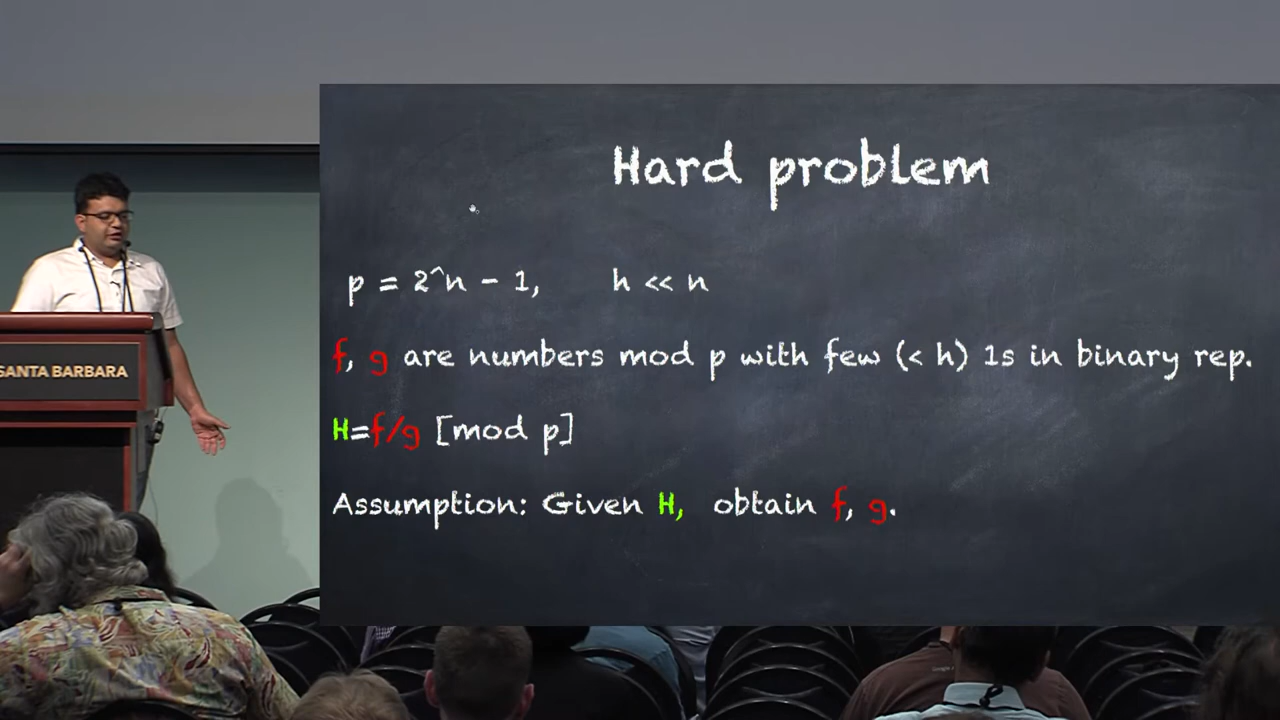 Hard problem
p = 2^n - 1, h << n
f, g are numbers mod p with few (< h) 1s in binary rep.
H=f/g [mod p]
Assumption: Given H, obtain f, g.
SANTA BARBARA
Google